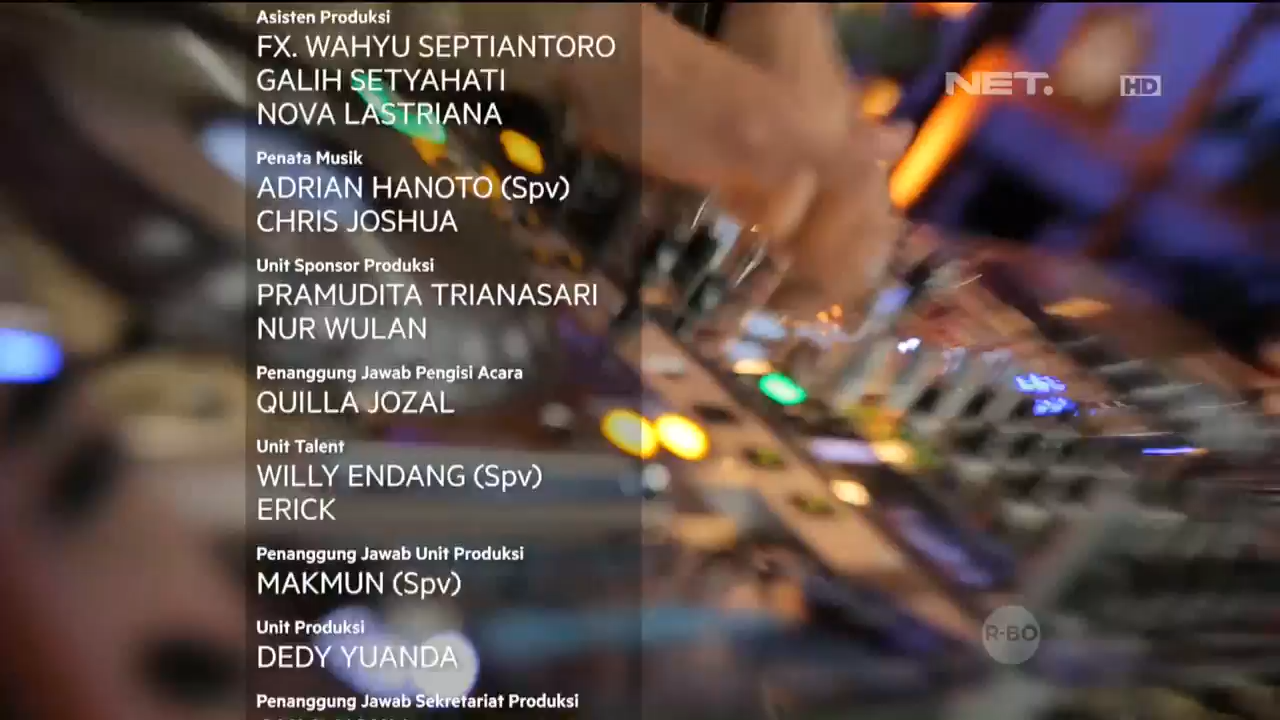 Asisten Produksi
FX. WAHYU SEPTIANTORO
GALIH SETYAHATI
NOVA LASTRIANA
NET.
HD
Penata Musik
ADRIAN HANOTO (Spv)
CHRIS JOSHUA
Unit Sponsor Produksi
PRAMUDITA TRIANASARI
NUR WULAN
Penanggung Jawab Pengisi Acara
QUILLA JOZAL
Unit Talent
WILLY ENDANG (Spv)
ERICK
Penanggung Jawab Unit Produksi
MAKMUN (Spv)
Unit Produksi
DEDY YUANDA
R-BO
Penanggung Jawab Sekretariat Produksi